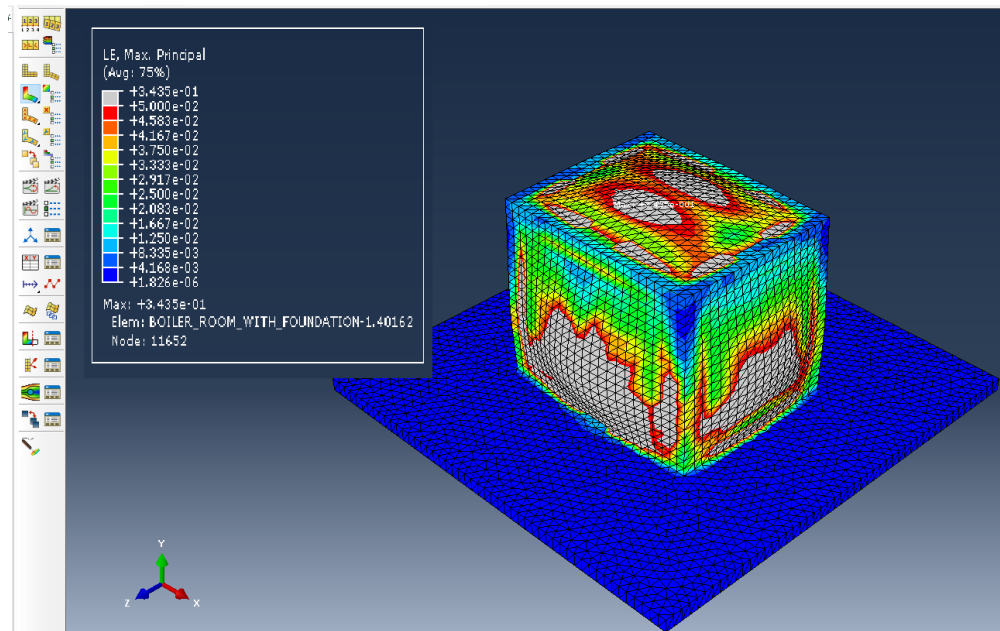 LE, Max. Principal
(Avg: 75%)
+3.435e-01
+5.000e-02
+4.583e-02
+4.167e-02
+3.750e-02
+3.333e-02
+2.917e-02
+2.500e-02
+2.083e-02
+1.667e-02
+1.250e-02
+8.335e-03
+4.168e-03
+1.826e-06
Max: +3.435e-01
Elem: BOILER_ROOM_WITH_FOUNDATION-1.40162
Node: 11652
Y
Z
X